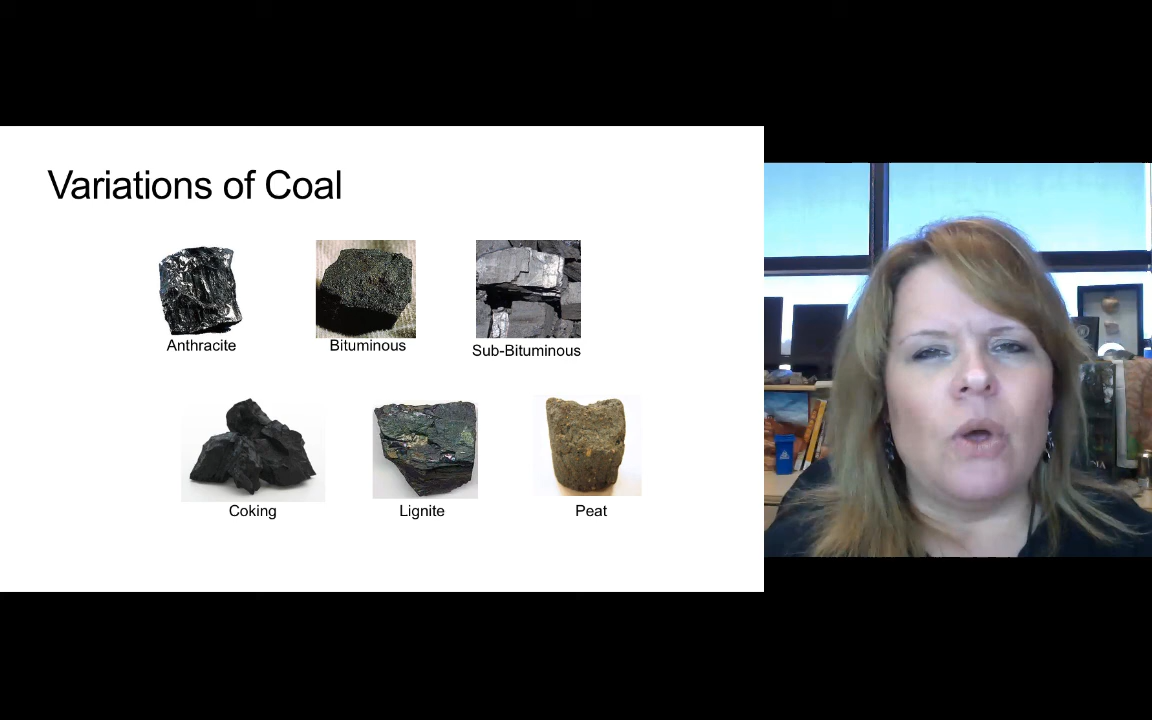 Variations of Coal
Anthracite
Bituminous
Sub-Bituminous
Coking
Lignite
Peat